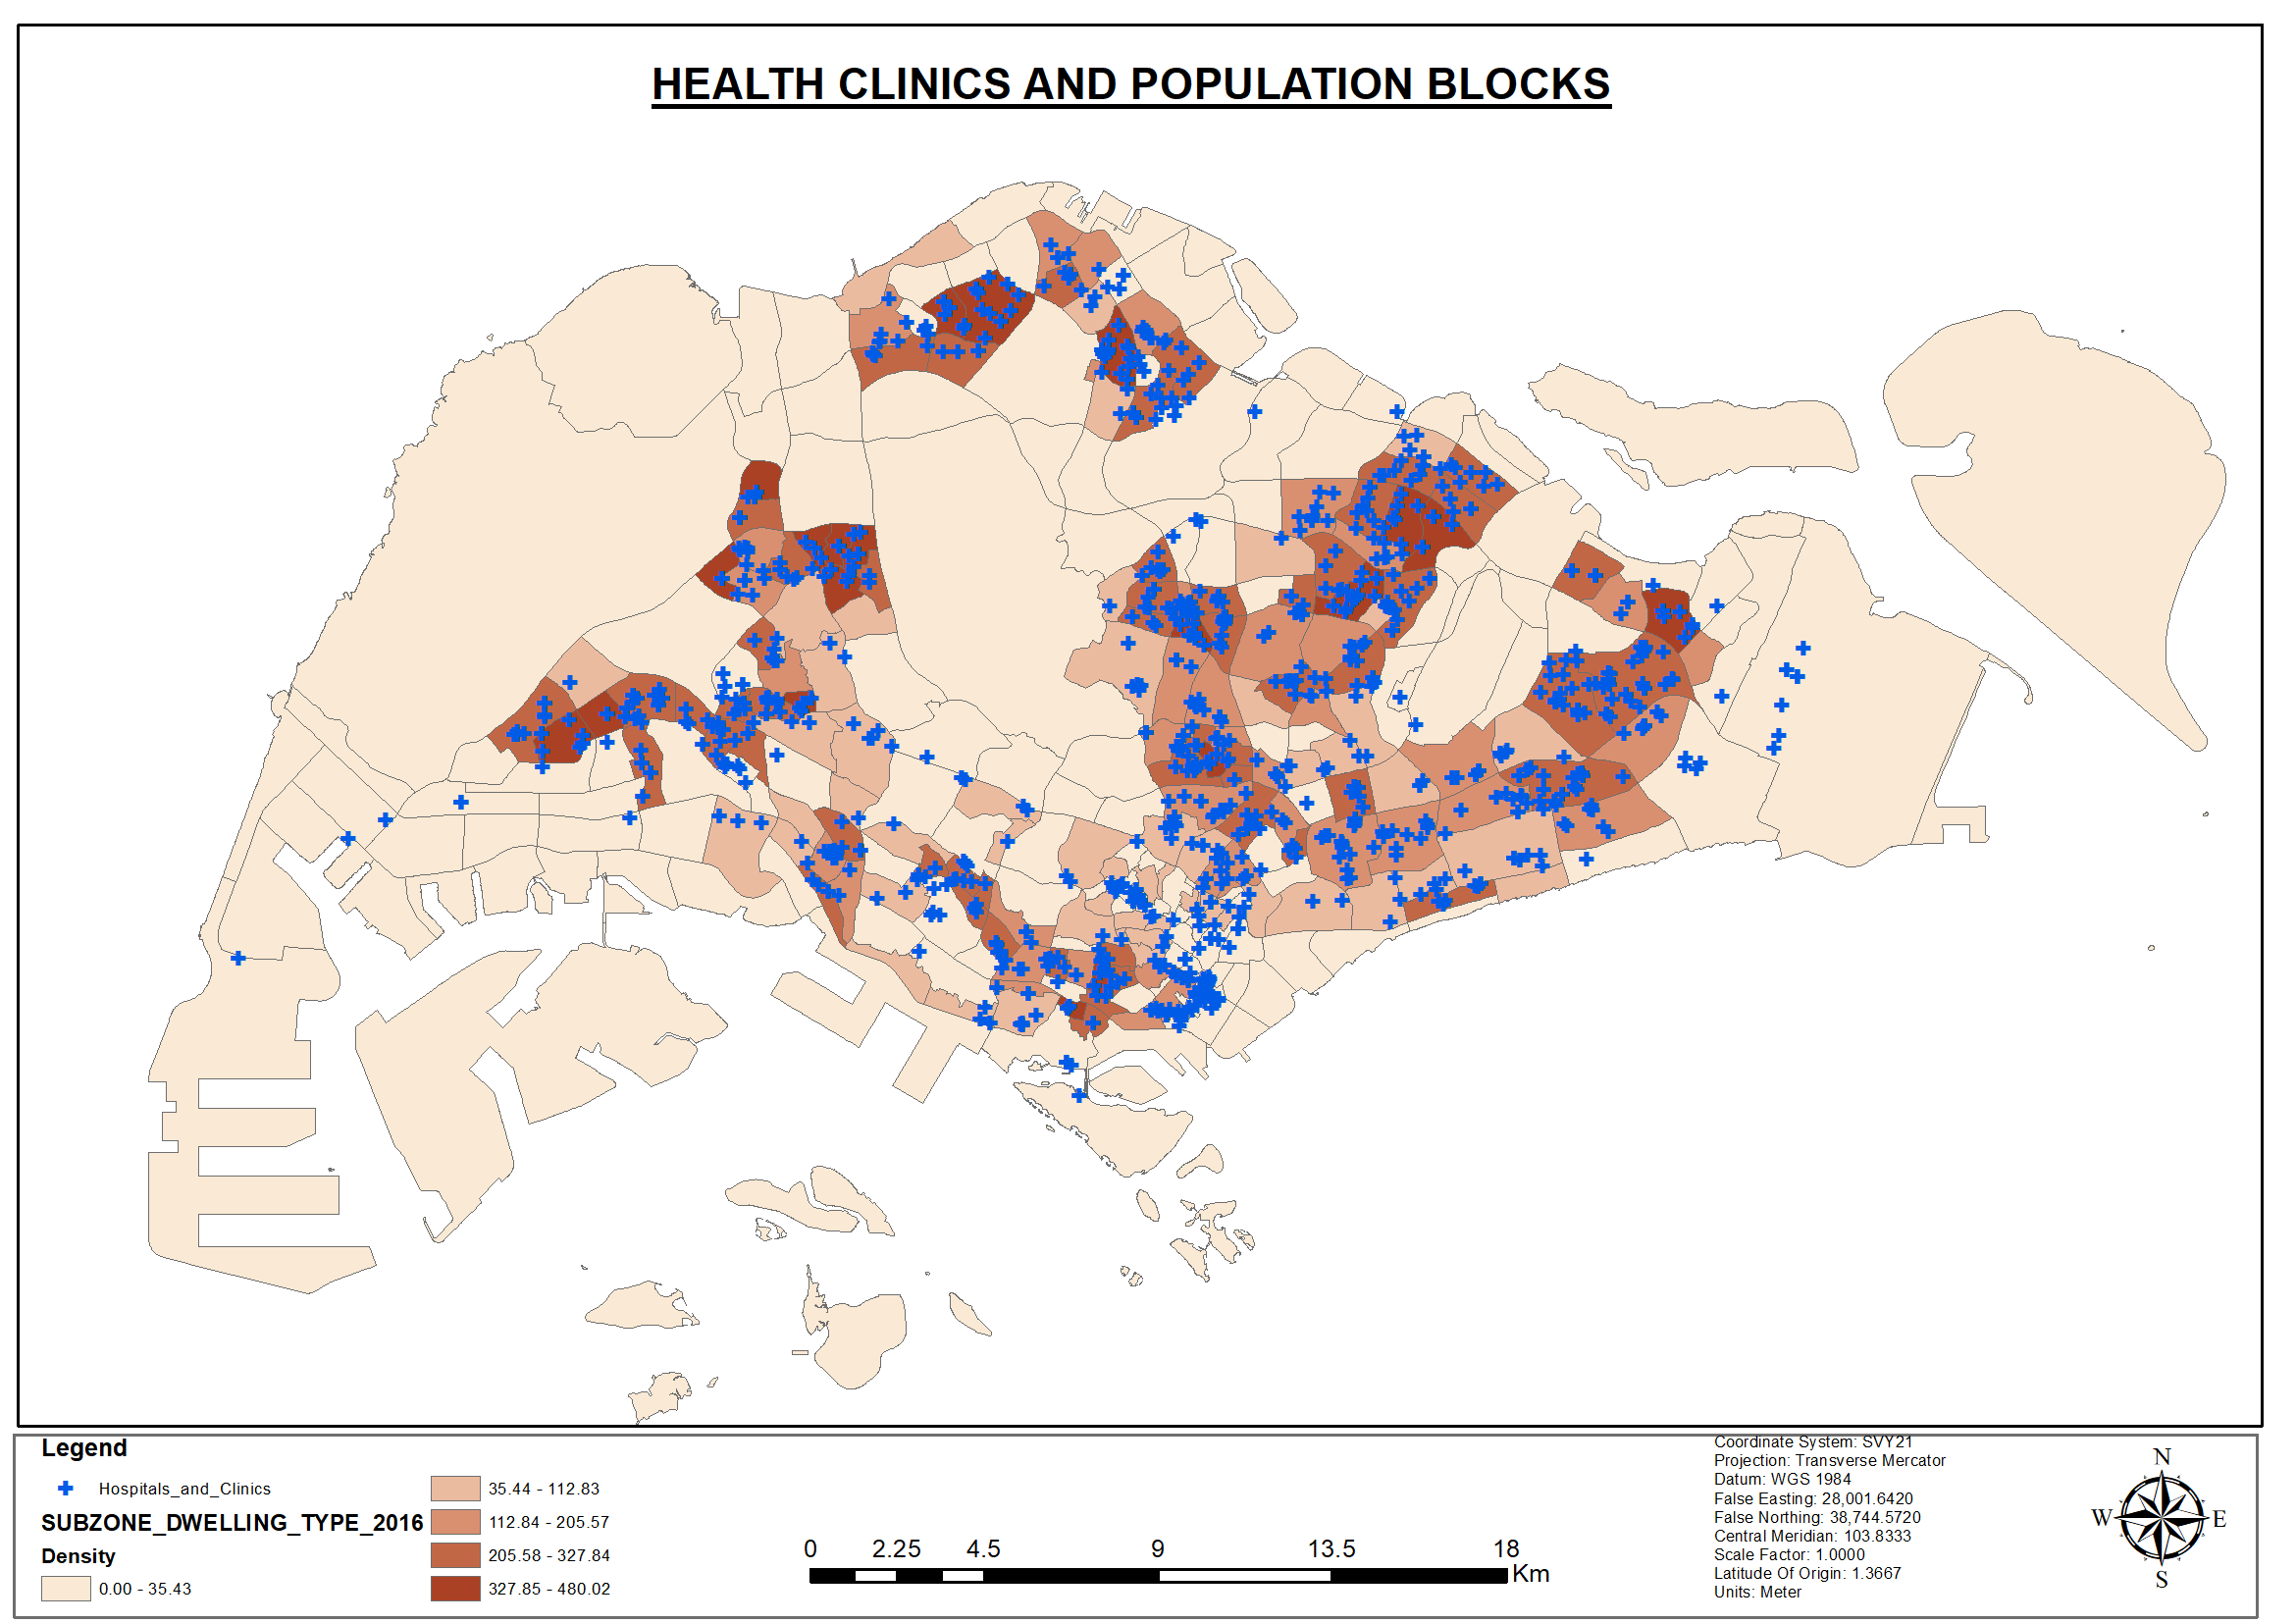 HEALTH CLINICS AND POPULATION BLOCKS
Legend
Hospitals_and_Clinics
SUBZONE_DWELLING_TYPE_2016
Density
0.00 - 35.43
35.44 - 112.83
112.84 - 205.57
205.58 - 327.84
327.85 - 480.02
0 2.25 4.5 9 13.5 18
Km
Coordinate System: SVY21
Projection: Transverse Mercator
Datum: WGS 1984
False Easting: 28,001.6420
False Northing: 38,744.5720
Central Meridian: 103.8333
Scale Factor: 1.0000
Latitude Of Origin: 1.3667
Units: Meter
N
W E
S